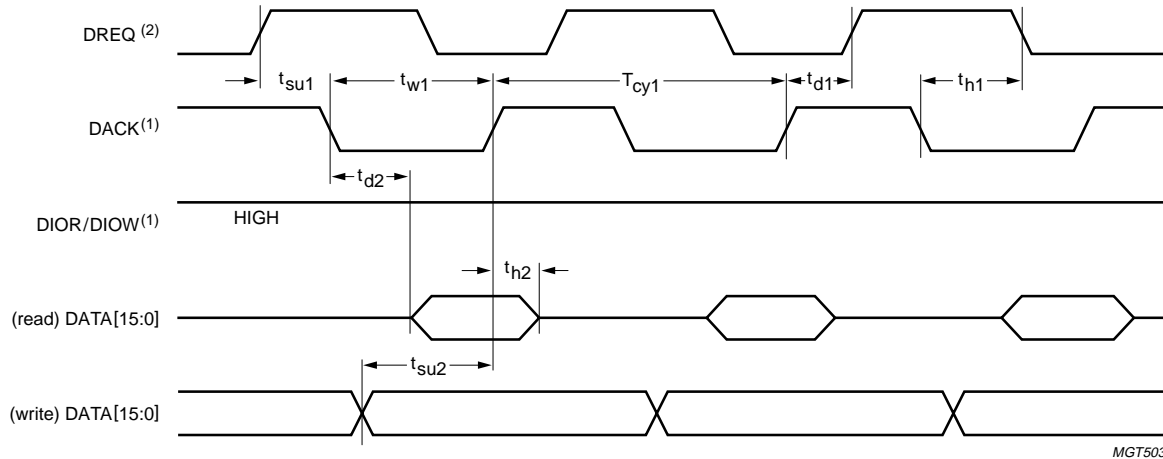 DREQ (2)
tsu1
tw1
Tcy1
td1
th1
DACK(1)
td2
DIOR/DIOW(1)
HIGH
th2
(read) DATA[15:0]
tsu2
(write) DATA[15:0]
MGT503